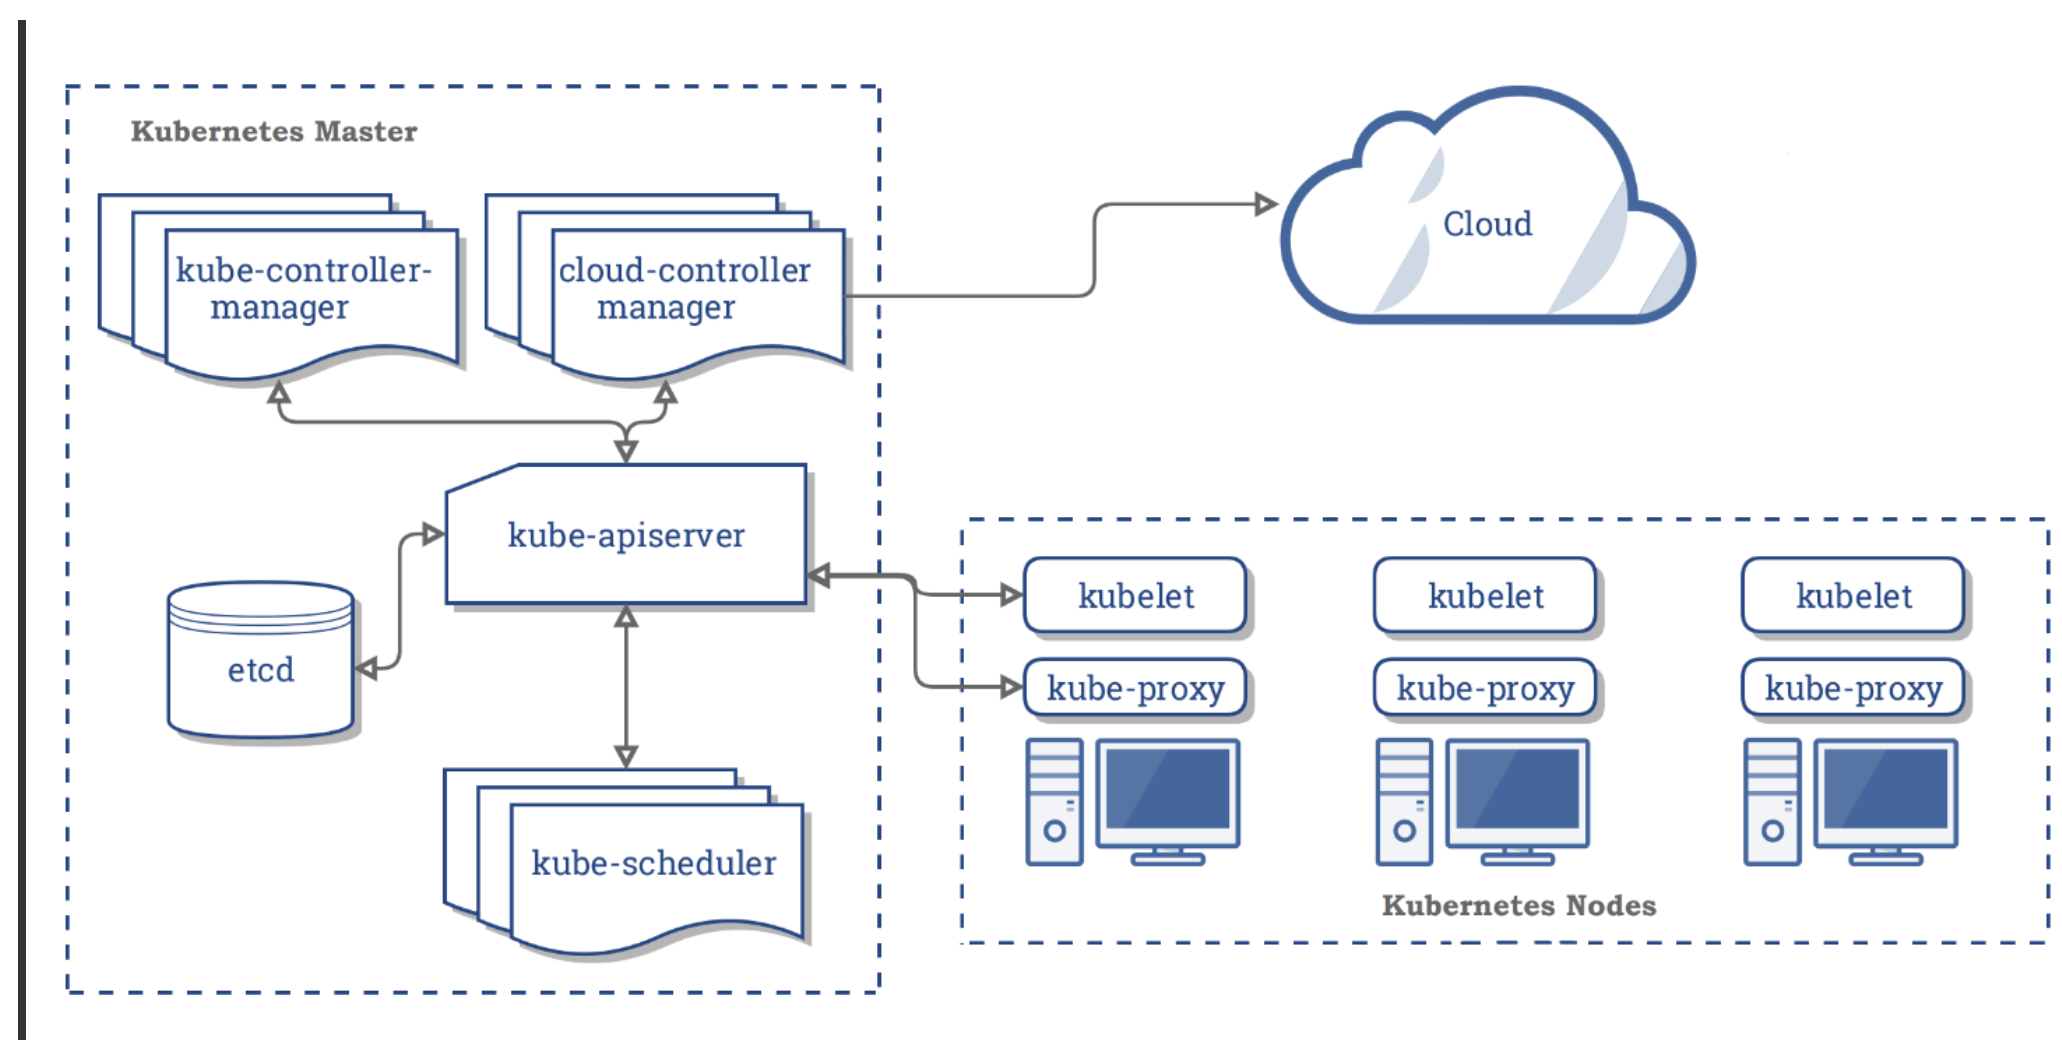 Kubernetes Master
kube-controller-
manager
cloud-controller
manager
Cloud
kube-apiserver
etcd
kube-scheduler
kubelet
kubelet
kubelet
kube-proxy
kube-proxy
kube-proxy
Kubernetes Nodes